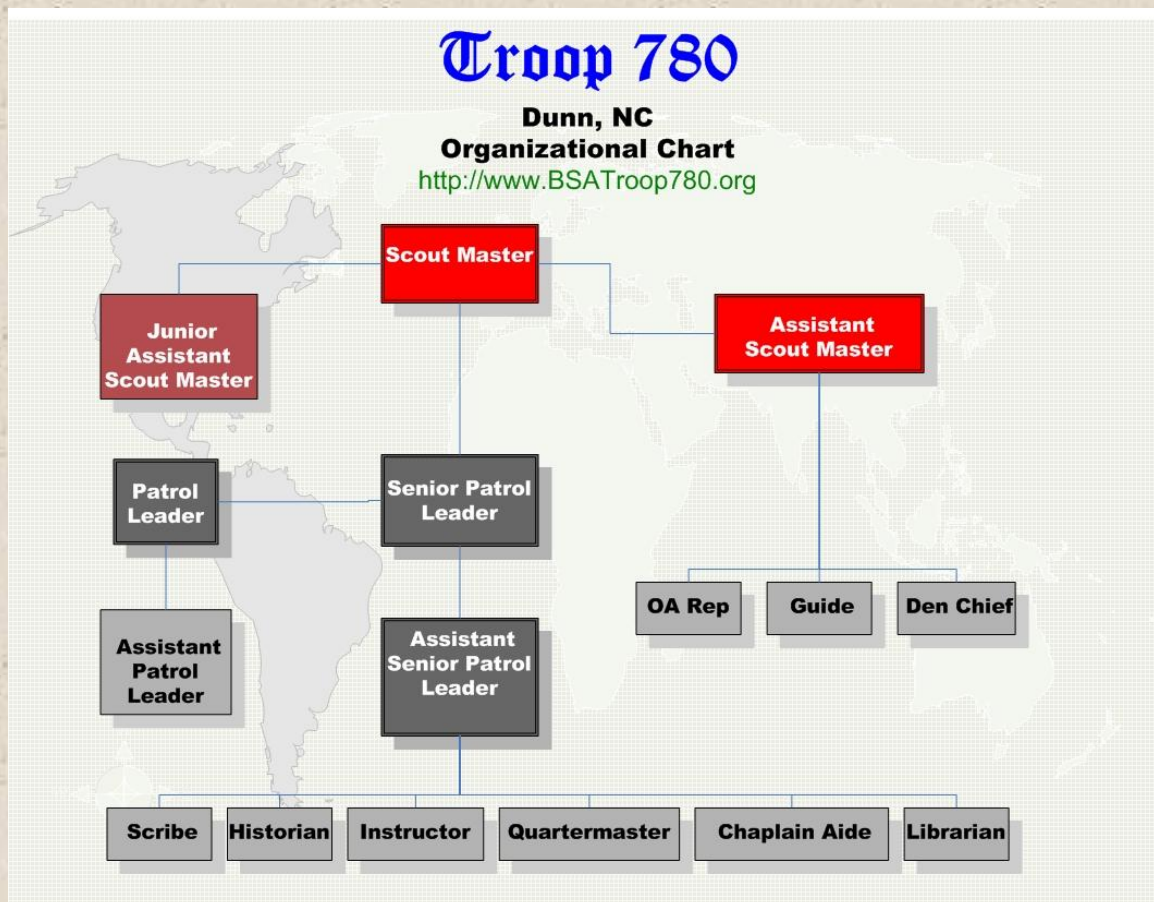 Troop 780
Dunn, NC
Organizational Chart
http://www.BSATroop780.org
Scout Master
Junior
Assistant
Scout Master
Assistant
Scout Master
Patrol
Leader
Senior Patrol
Leader
OA Rep
Guide
Den Chief
Assistant
Patrol
Leader
Assistant
Senior Patrol
Leader
Scribe
Historian
Instructor
Quartermaster
Chaplain Aide
Librarian